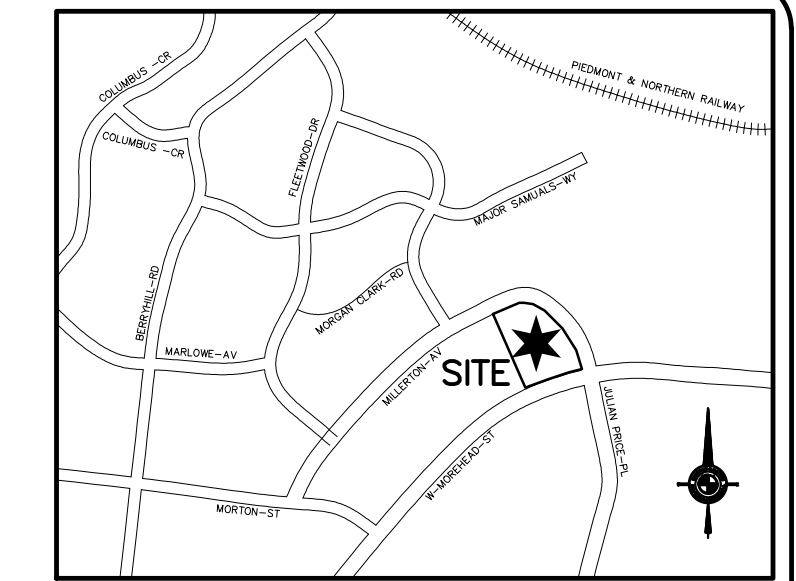 COLUMBUS -CR
PIEDMONT & NORTHERN RAILWAY
COLUMBUS -CR
FLEETWOOD-DR
MAJOR SAMUALS-WY
BERRYHILL-RD
MORGAN CLARK-RD
MARLOWE-AV
MILLERTON-AV
SITE
JULIAN PRICE-PL
W-MOREHEAD-ST
MORTON-ST